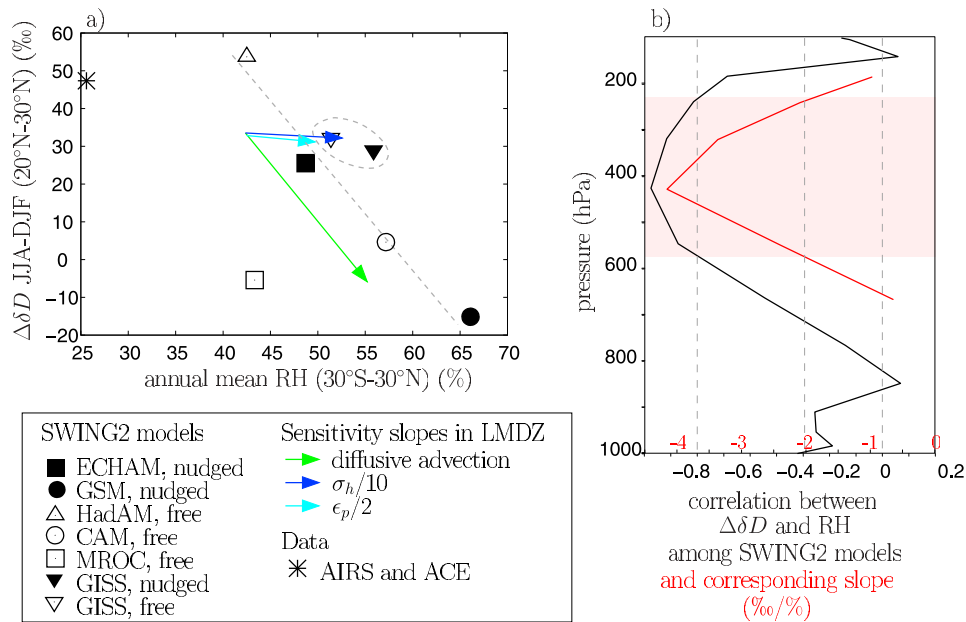 a)
ΔδD JJA-DJF (20°N-30°N) (‰)
60
50
40
30
20
10
0
-10
-20
25 30 35 40 45 50 55 60 65 70
annual mean RH (30°S-30°N) (%)
SWING2 models
ECHAM, nudged
GSM, nudged
HadAM, free
CAM, free
MROC, free
GISS, nudged
GISS, free
Sensitivity slopes in LMDZ
diffusive advection
σh/10
ϵp/2
Data
AIRS and ACE
b)
pressure (hPa)
200
400
600
800
1000
-4 -3 -2 -1 0
-0.8 -0.6 -0.4 -0.2 0 0.2
correlation between
ΔδD and RH
among SWING2 models
and corresponding slope
(‰/%)